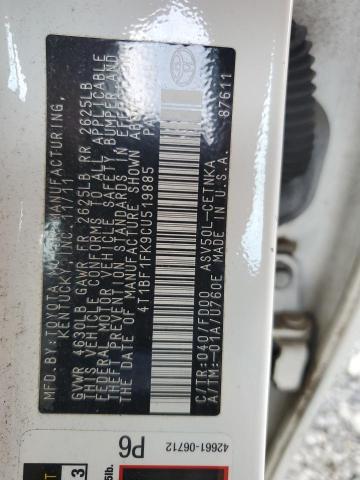 MFD.BY:TOYOTA MOTOR MANUFACTURING,
KENTUCKY, INC. 11/11
GVWR 4630LB GAWR FR 2625LB RR 2625LB
THIS VEHICLE CONFORMS TO ALL APPLICABLE
FEDERAL MOTOR VEHICLE SAFETY, BUMPER, AND
THEFT PREVENTION STANDARDS IN EFFECT ON
THE DATE OF MANUFACTURE SHOWN ABOVE.
4T1BF1FK9CU519885
C/TR:040/FD00 ASV50L-CETNKA
A/TM:-01A/U760E MADE IN U.S.A.
87611
42661-06712
P6
3